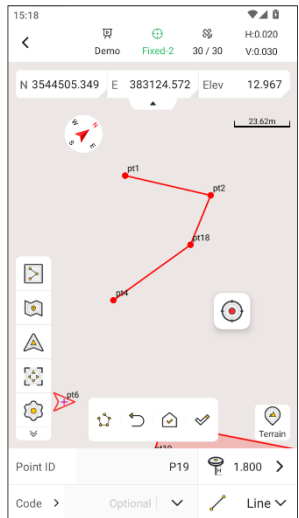 15:18
Demo
Fixed-2
30 / 30
H:0.020
V:0.030
N 3544505.349 E 383124.572 Elev 12.967
23.62m
N
W
S
E
pt1
pt2
pt18
pt4
pt6
Terrain
Point ID P19 1.800
Code Optional Line